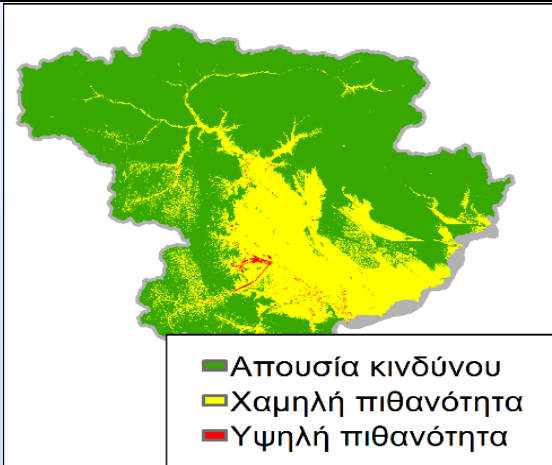 Απουσία κινδύνου
Χαμηλή πιθανότητα
Υψηλή πιθανότητα